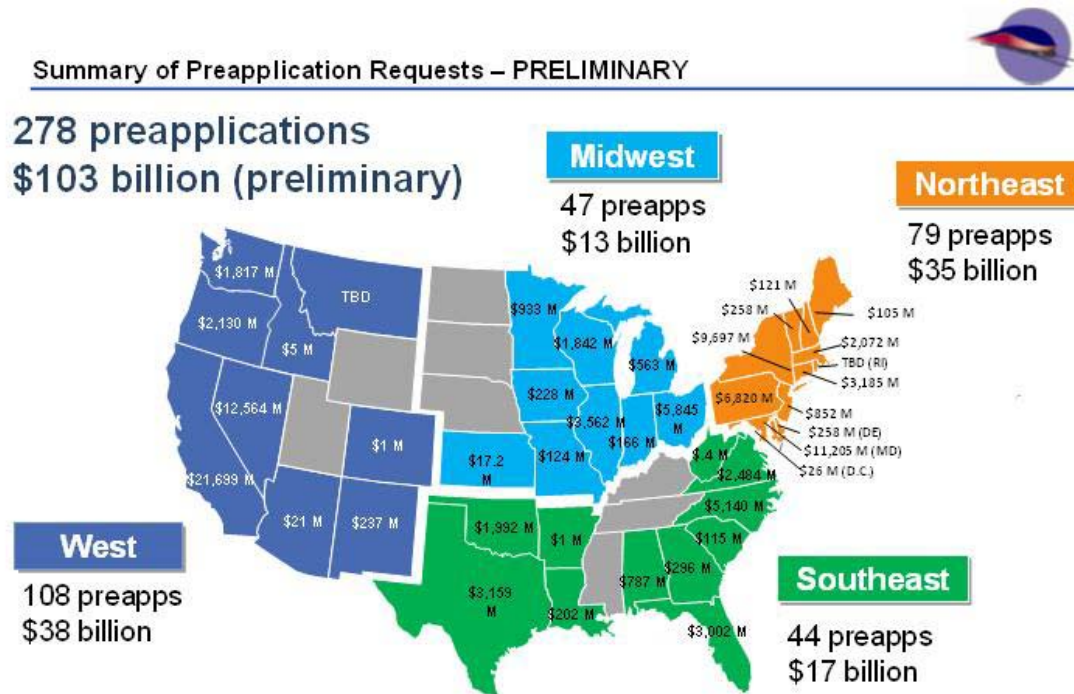 Summary of Preapplication Requests – PRELIMINARY
278 preapplications
$103 billion (preliminary)
Midwest
47 preapps
$13 billion
Northeast
79 preapps
$35 billion
$1,817 M
TBD
$2,130 M
$5 M
$12,564 M
$21,699 M
$1 M
$21 M
$237 M
$933 M
$1,842 M
$563 M
$228 M
$3,562 M
$166 M
$5,845
M
$17.2
M
$124 M
$121 M
$258 M
$9,697 M
$105 M
$2,072 M
TBD (RI)
$3,185 M
$6,820 M
$852 M
$258 M (DE)
$11,205 M (MD)
$26 M (D.C.)
$.4 M
$2,484 M
$5,140 M
$115 M
$296 M
$787 M
$1,992 M
$1 M
$3,159
M
$202 M
$3,002 M
West
108 preapps
$38 billion
Southeast
44 preapps
$17 billion